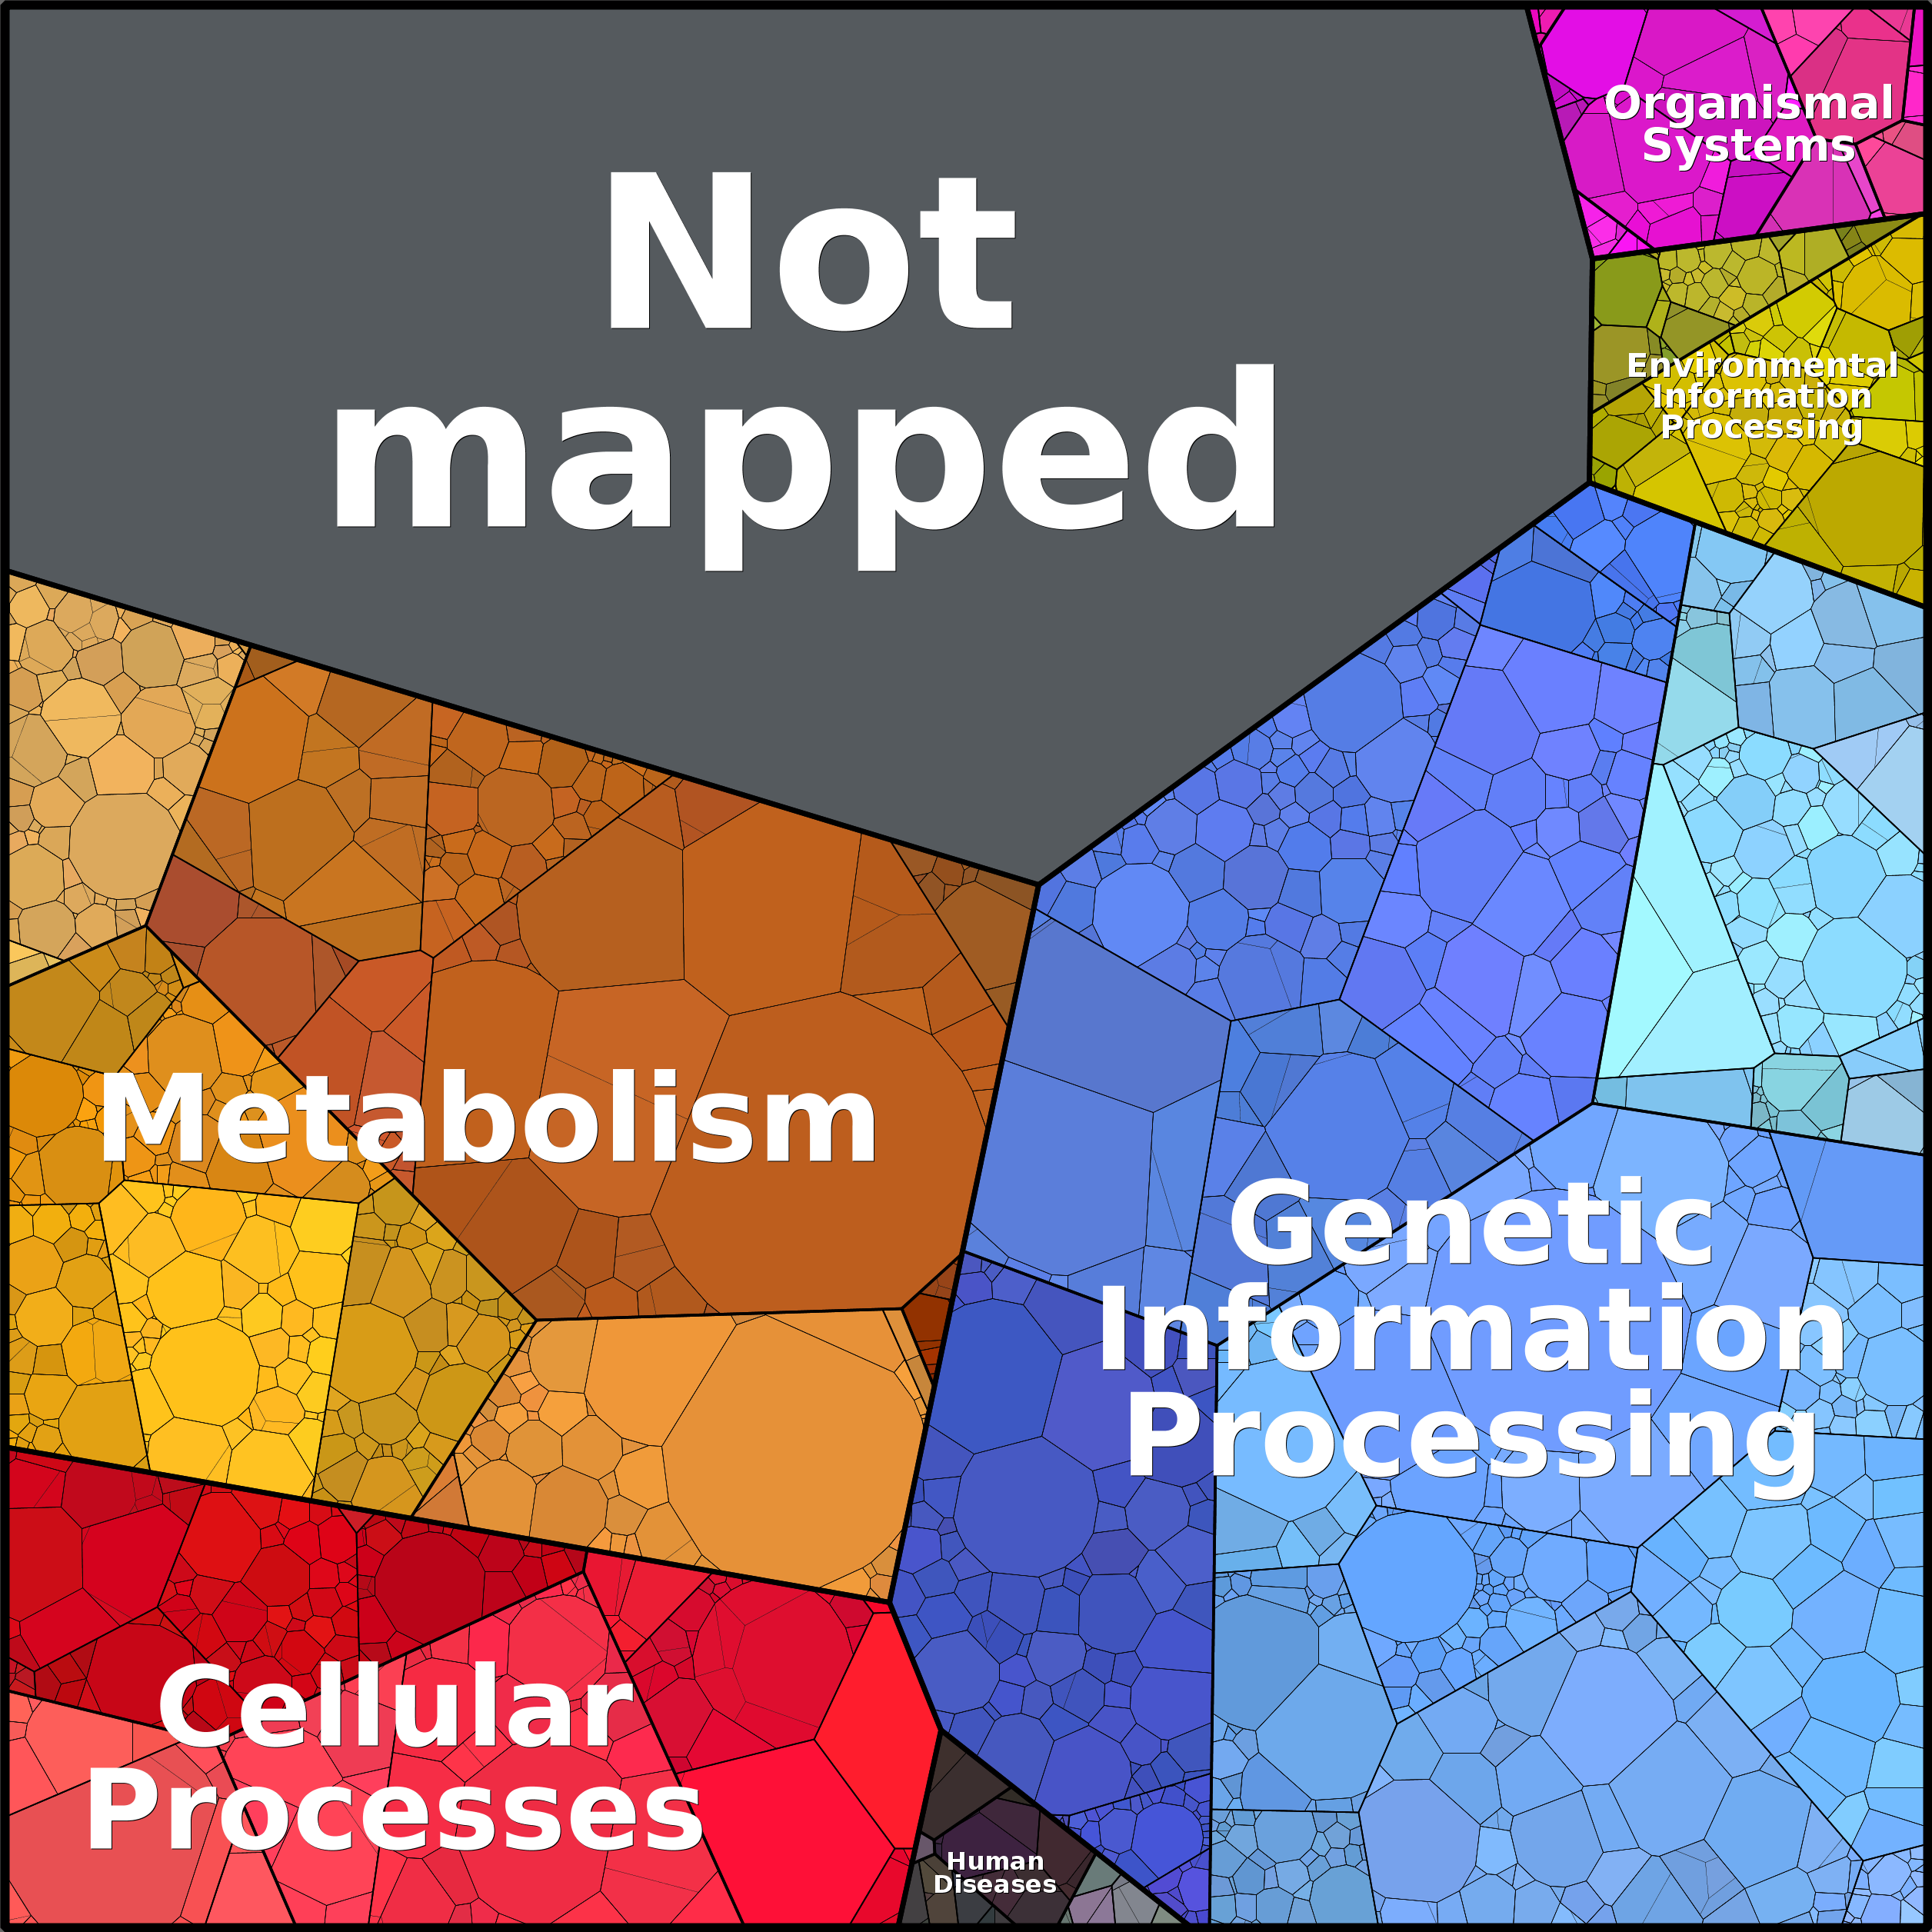 Not
mapped
Organismal
Systems
Environmental
Information
Processing
Metabolism
Genetic
Information
Processing
Cellular
Processes
Human
Diseases